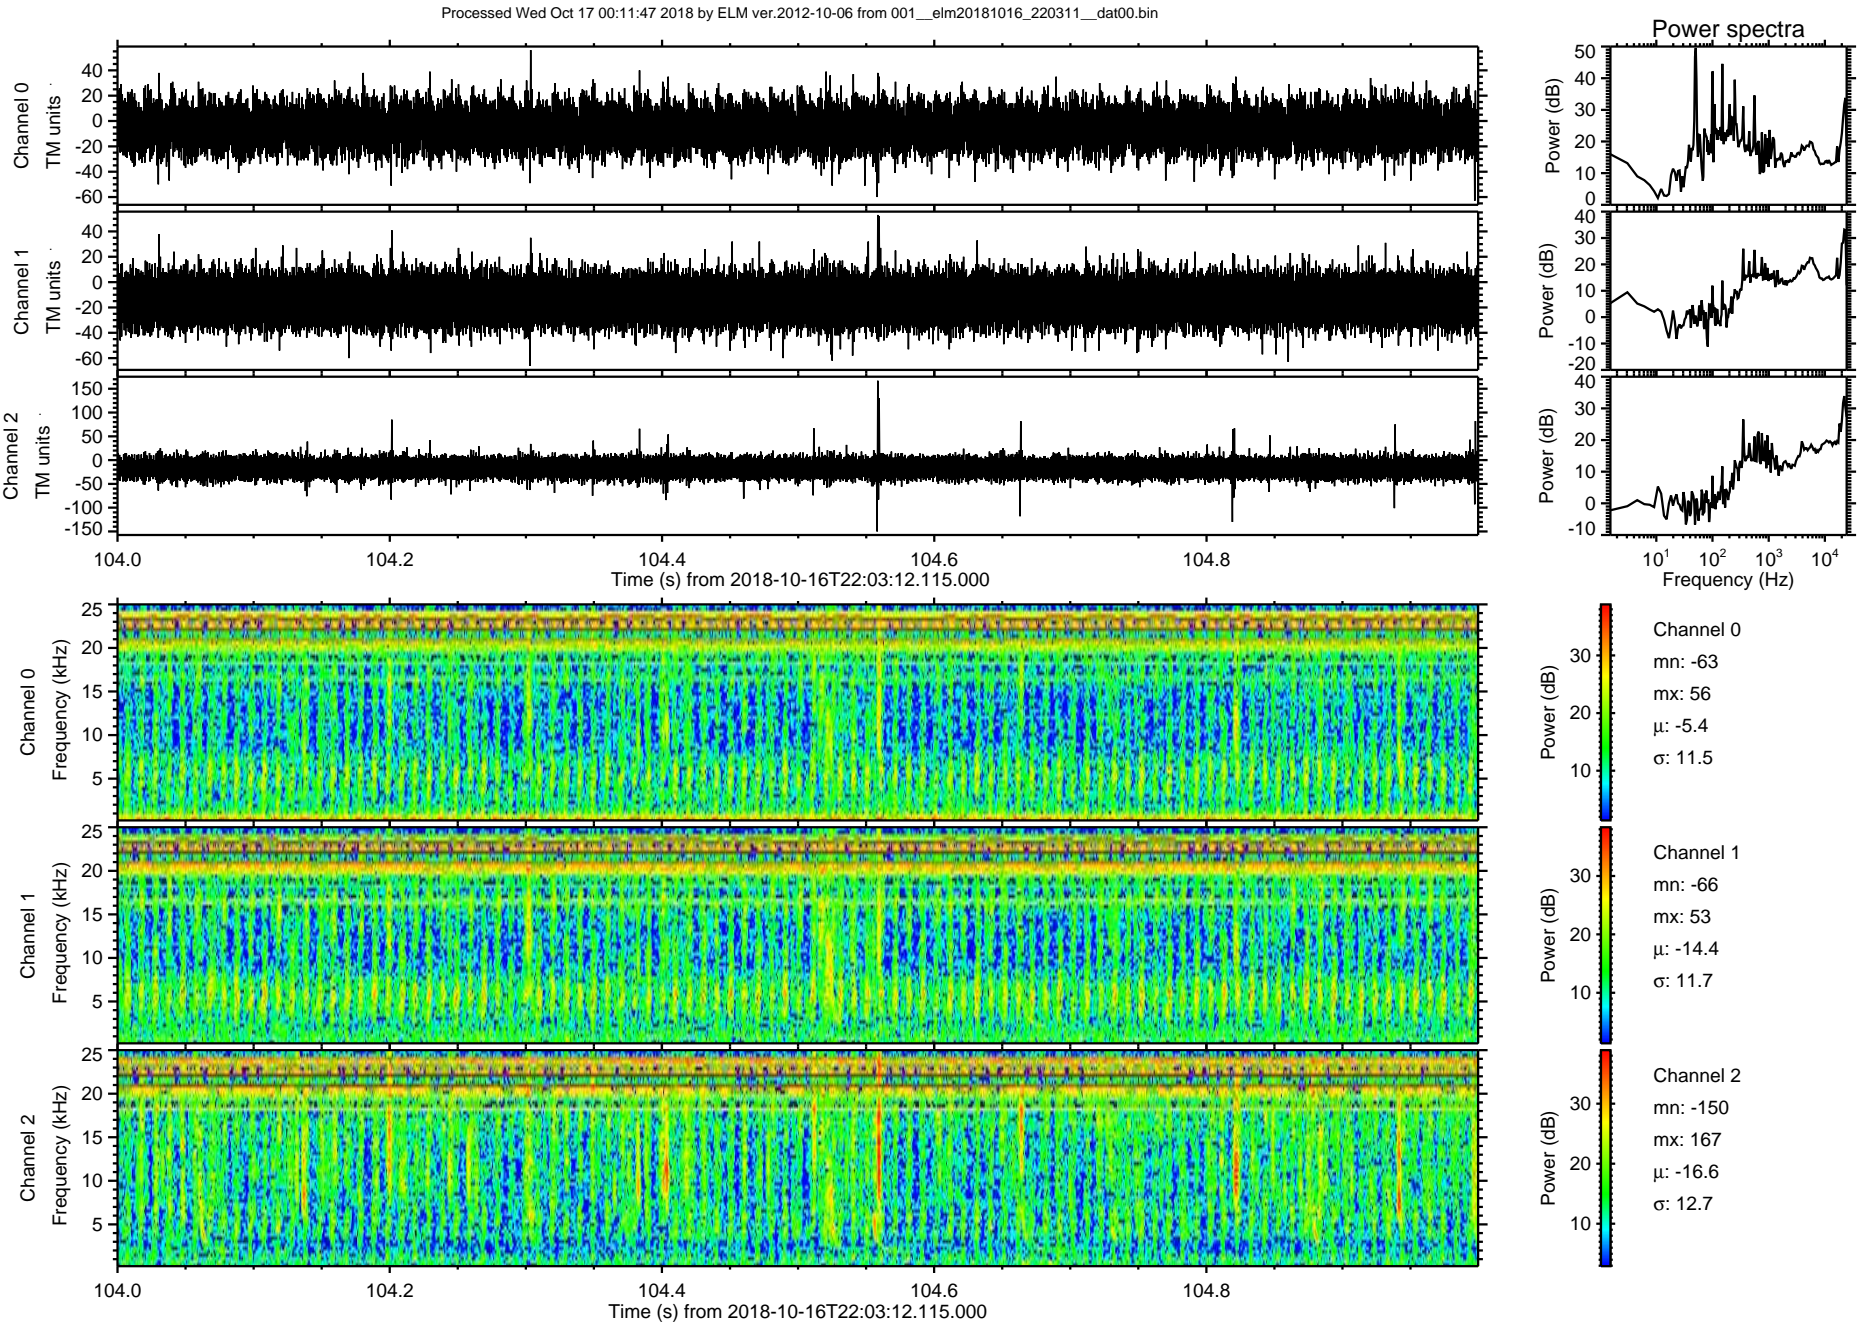 Processed Wed Oct 17 00:11:47 2018 by ELM ver.2012-10-06 from 001__elm20181016_220311__dat00.bin
Power spectra
Channel 0
TM units
40
20
0
-20
-40
-60
Power (dB)
50
40
30
20
10
0
Channel 1
TM units
40
20
0
-20
-40
-60
Power (dB)
40
30
20
10
0
-10
-20
Channel 2
TM units
150
100
50
0
-50
-100
-150
Power (dB)
40
30
20
10
0
-10
104.0 104.2 104.4 104.6 104.8
Time (s) from 2018-10-16T22:03:12.115.000
10^1 10^2 10^3 10^4
Frequency (Hz)
Channel 0
Frequency (kHz)
25
20
15
10
5
Power (dB)
30
20
10
Channel 0
mn: -63
mx: 56
μ: -5.4
σ: 11.5
Channel 1
Frequency (kHz)
25
20
15
10
5
Power (dB)
30
20
10
Channel 1
mn: -66
mx: 53
μ: -14.4
σ: 11.7
Channel 2
Frequency (kHz)
25
20
15
10
5
Power (dB)
30
20
10
Channel 2
mn: -150
mx: 167
μ: -16.6
σ: 12.7
104.0 104.2 104.4 104.6 104.8
Time (s) from 2018-10-16T22:03:12.115.000